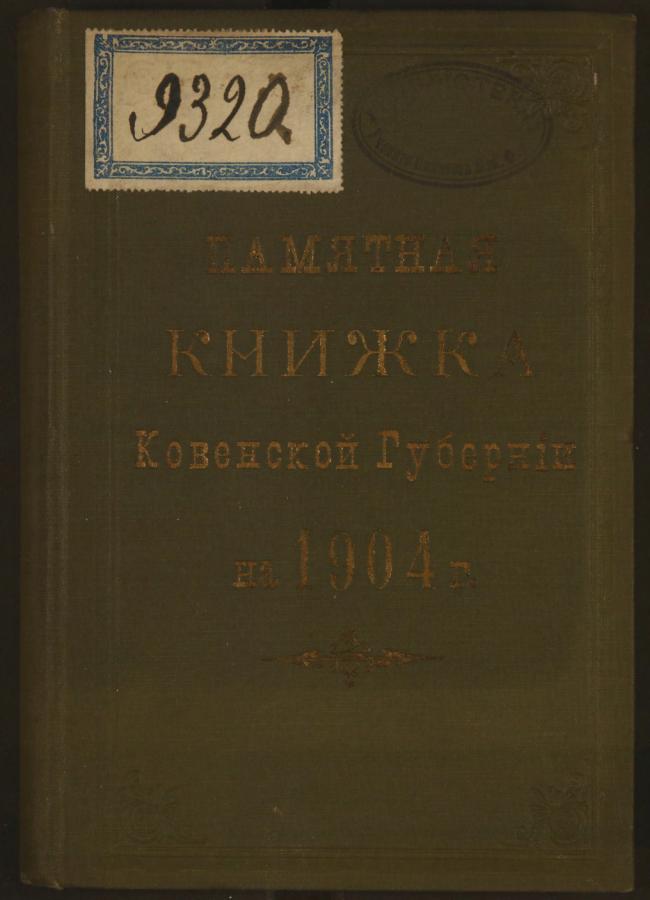 9320
ПАМЯТНАЯ
КНИЖКА
Ковенской Губерніи
на 1904 г.